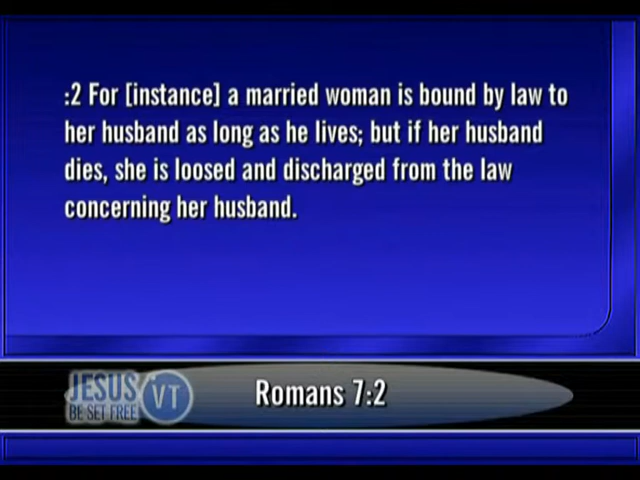 :2 For [instance] a married woman is bound by law to
her husband as long as he lives; but if her husband
dies, she is loosed and discharged from the law
concerning her husband.
JESUS
BE SET FREE
VT
Romans 7:2